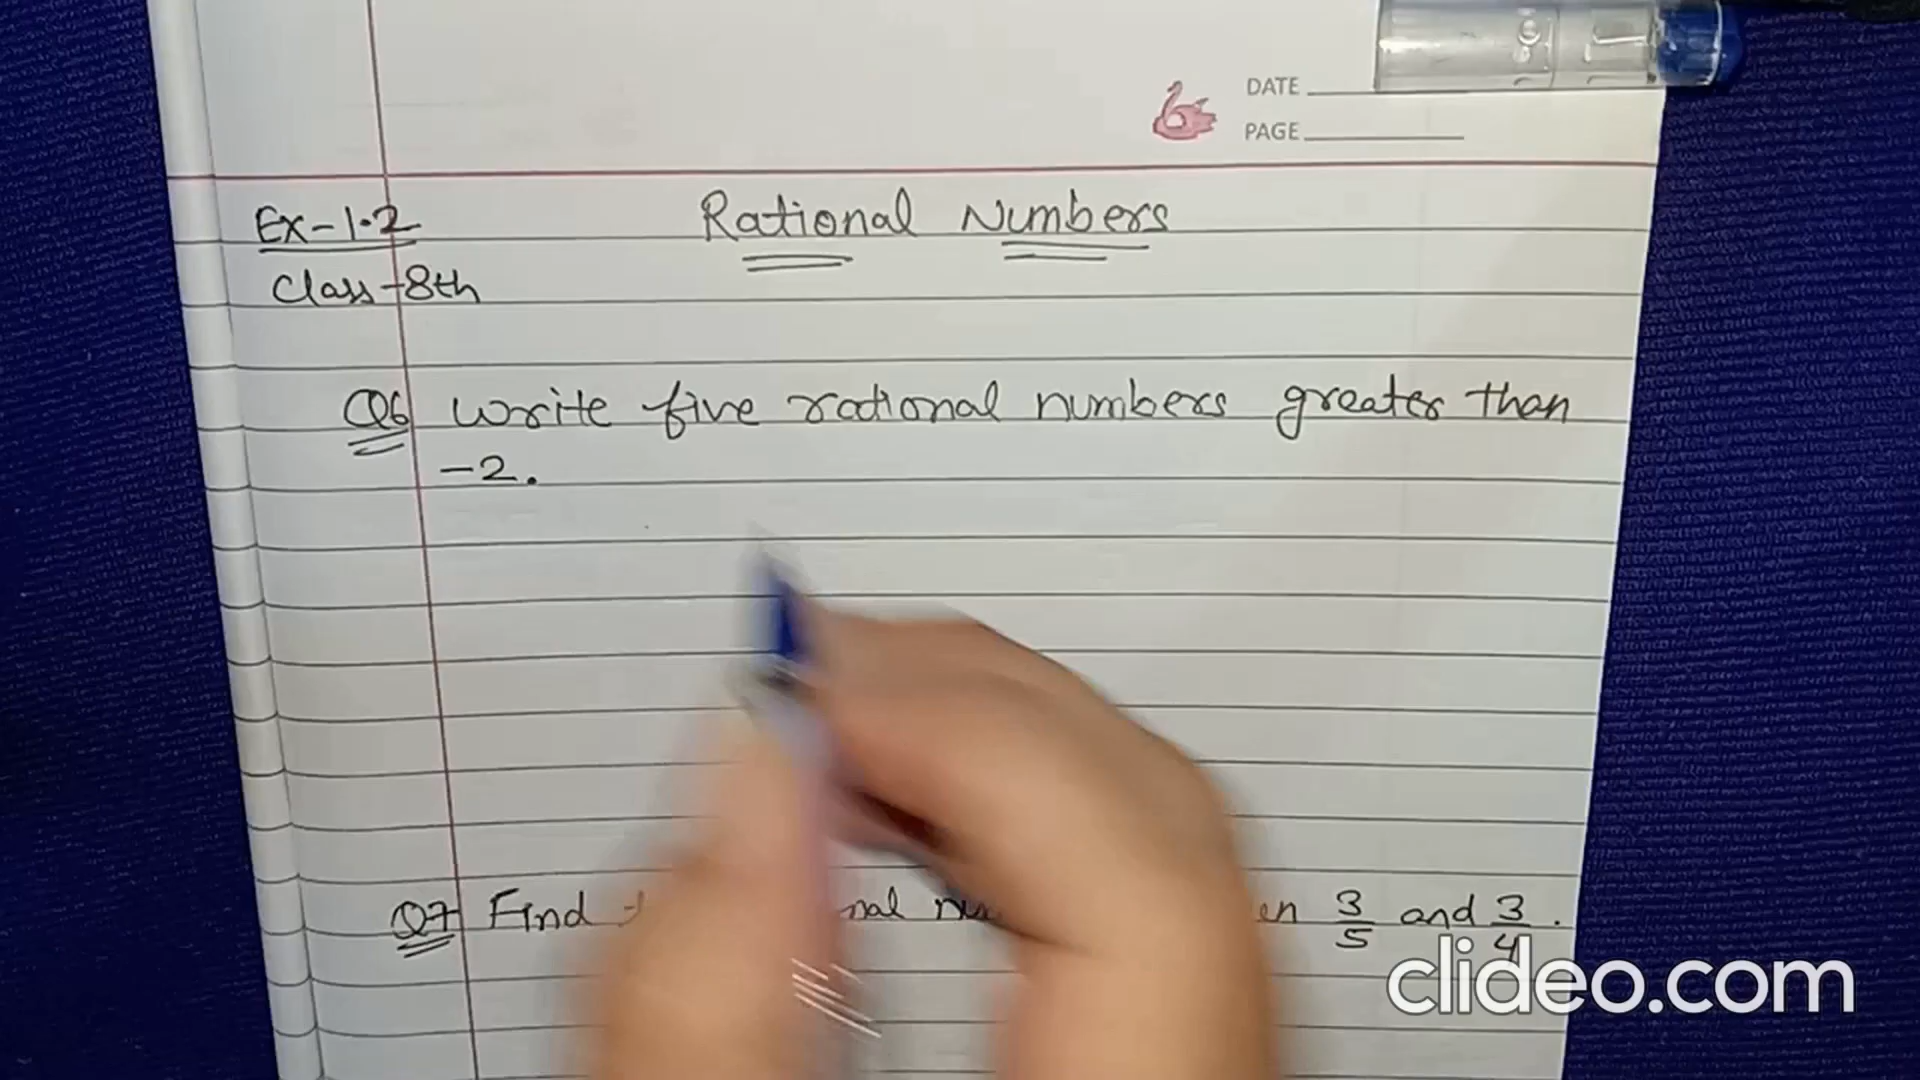 DATE
PAGE
Ex-1.2
Rational Numbers
Class-8th
Q6 Write five rational numbers greater than
-2.
Q7 Find en 3/5 and 3/4.
clideo.com